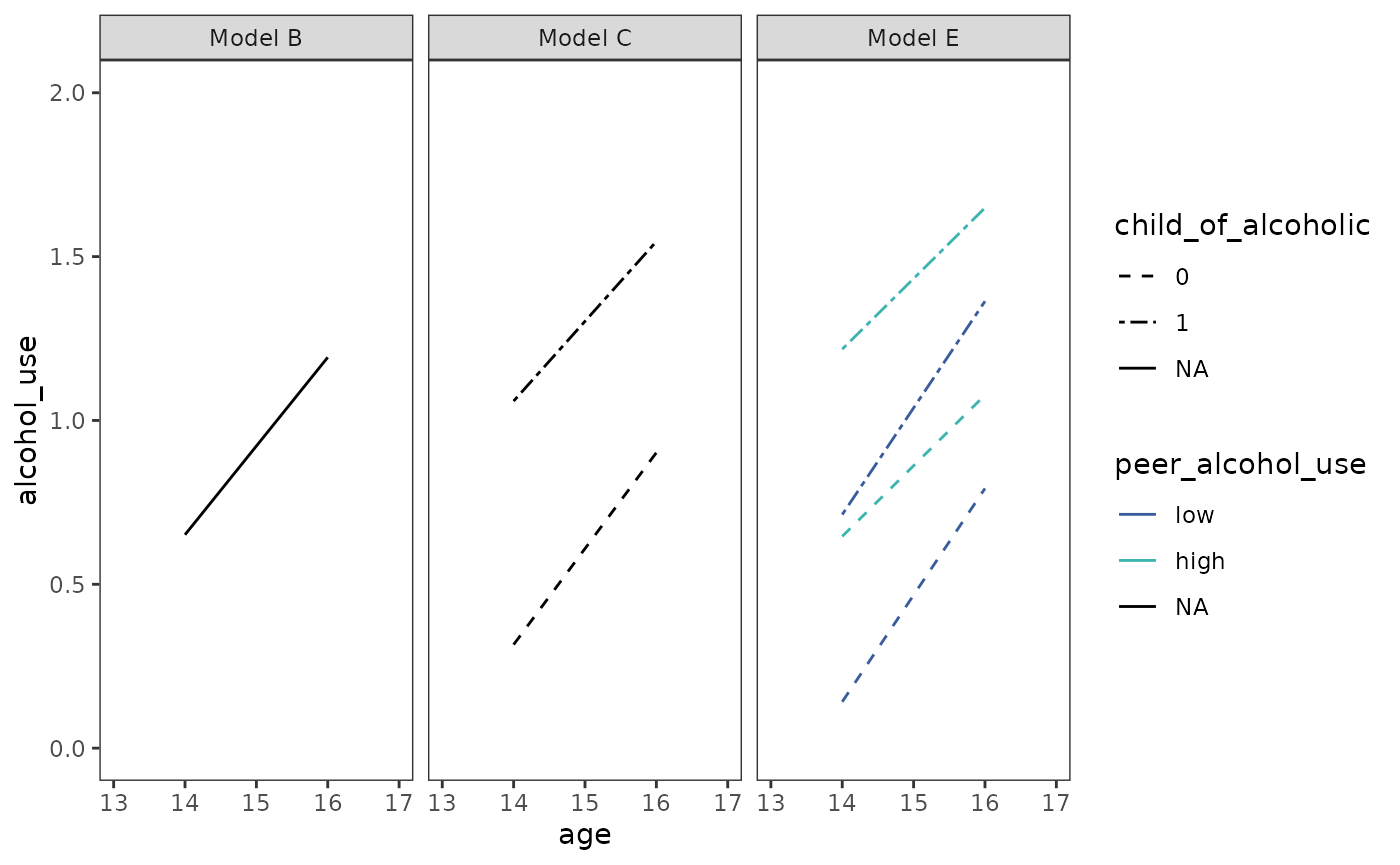 Model B Model C Model E
2.0
1.5
1.0
0.5
0.0
alcohol_use
13 14 15 16 17 13 14 15 16 17 13 14 15 16 17
age
child_of_alcoholic
0
1
NA
peer_alcohol_use
low
high
NA